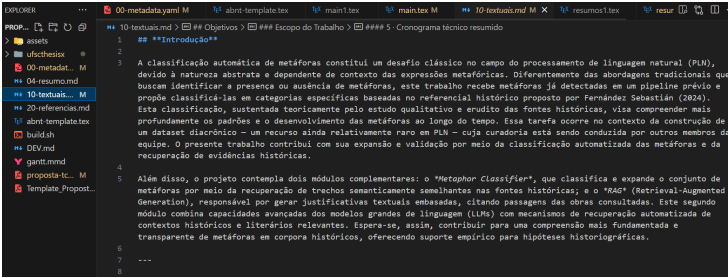 EXPLORER
PROP...
assets
ufscthesisx
00-metadat... M
04-resumo.md
10-textuais.... M
20-referencias.md
abnt-template.tex
build.sh
DEV.md
gantt.mmd
proposta-tc... M
Template_Propost...
00-metadata.yaml M
abnt-template.tex
main1.tex
main.tex M
10-textuais.md M
resumos1.tex
resur
10-textuais.md > ## Objetivos > ### Escopo do Trabalho > #### 5 · Cronograma técnico resumido
1 ## **Introdução**
2
3 A classificação automática de metáforas constitui um desafio clássico no campo do processamento de linguagem natural (PLN),
devido à natureza abstrata e dependente de contexto das expressões metafóricas. Diferentemente das abordagens tradicionais que
buscam identificar a presença ou ausência de metáforas, este trabalho recebe metáforas já detectadas em um pipeline prévio e
propõe classificá-las em categorias específicas baseadas no referencial histórico proposto por Fernández Sebastián (2024).
Esta classificação, sustentada teoricamente pelo estudo qualitativo e erudito das fontes históricas, visa compreender mais
profundamente os padrões e o desenvolvimento das metáforas ao longo do tempo. Essa tarefa ocorre no contexto da construção de
um dataset diacrônico — um recurso ainda relativamente raro em PLN — cuja curadoria está sendo conduzida por outros membros da
equipe. O presente trabalho contribui com sua expansão e validação por meio da classificação automatizada das metáforas e da
recuperação de evidências históricas.
4
5 Além disso, o projeto contempla dois módulos complementares: o *Metaphor Classifier*, que classifica e expande o conjunto de
metáforas por meio da recuperação de trechos semanticamente semelhantes nas fontes históricas; e o *RAG* (Retrieval-Augmented
Generation), responsável por gerar justificativas textuais embasadas, citando passagens das obras consultadas. Este segundo
módulo combina capacidades avançadas dos modelos grandes de linguagem (LLMs) com mecanismos de recuperação automatizada de
contextos históricos e literários relevantes. Espera-se, assim, contribuir para uma compreensão mais fundamentada e
transparente de metáforas em corpora históricos, oferecendo suporte empírico para hipóteses historiográficas.
6
7 ---
8